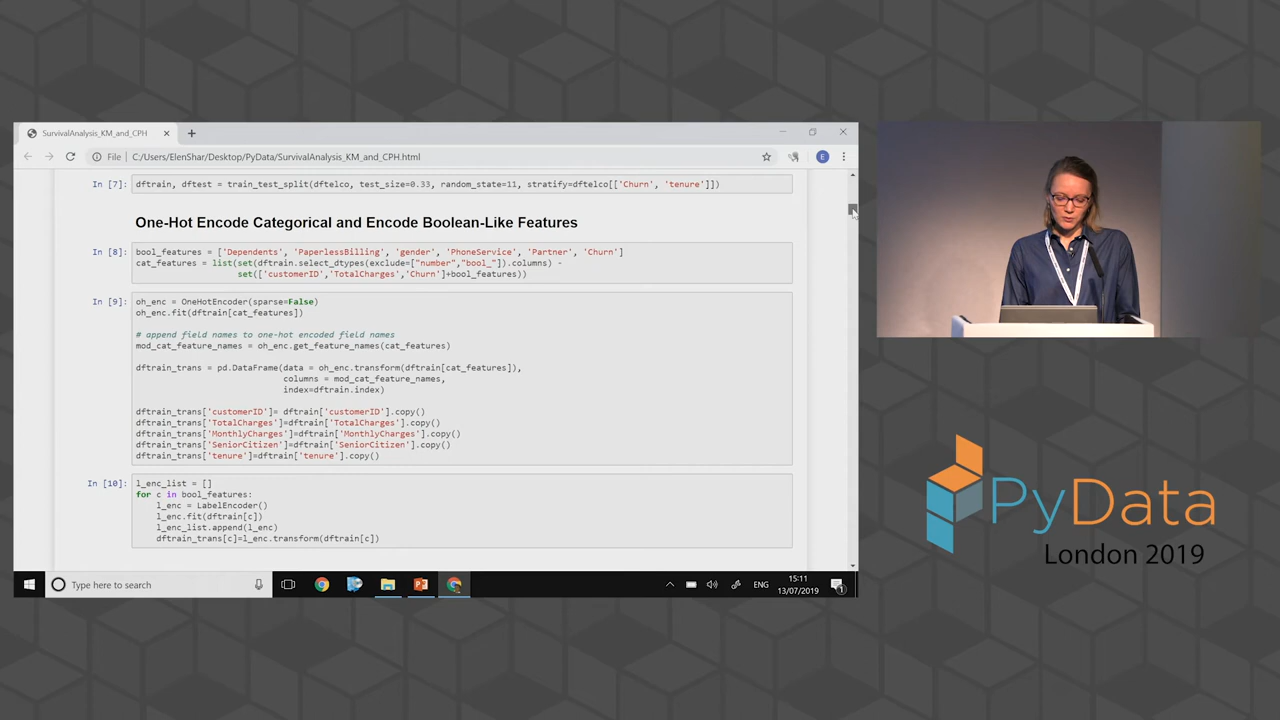 SurvivalAnalysis_KM_and_CPH
File
C:/Users/ElenShar/Desktop/PyData/SurvivalAnalysis_KM_and_CPH.html
E
In [7]: dftrain, dftest = train_test_split(dftelco, test_size=0.33, random_state=11, stratify=dftelco[['Churn', 'tenure']])
One-Hot Encode Categorical and Encode Boolean-Like Features
In [8]: bool_features = ['Dependents', 'PaperlessBilling', 'gender', 'PhoneService', 'Partner', 'Churn']
cat_features = list(set(dftrain.select_dtypes(exclude=["number","bool_"]).columns) -
set(['customerID','TotalCharges','Churn']+bool_features))
In [9]: oh_enc = OneHotEncoder(sparse=False)
oh_enc.fit(dftrain[cat_features])
# append field names to one-hot encoded field names
mod_cat_feature_names = oh_enc.get_feature_names(cat_features)
dftrain_trans = pd.DataFrame(data = oh_enc.transform(dftrain[cat_features]),
columns = mod_cat_feature_names,
index=dftrain.index)
dftrain_trans['customerID']= dftrain['customerID'].copy()
dftrain_trans['TotalCharges']=dftrain['TotalCharges'].copy()
dftrain_trans['MonthlyCharges']=dftrain['MonthlyCharges'].copy()
dftrain_trans['SeniorCitizen']=dftrain['SeniorCitizen'].copy()
dftrain_trans['tenure']=dftrain['tenure'].copy()
In [10]: l_enc_list = []
for c in bool_features:
l_enc = LabelEncoder()
l_enc.fit(dftrain[c])
l_enc_list.append(l_enc)
dftrain_trans[c]=l_enc.transform(dftrain[c])
Type here to search
ENG
15:11
13/07/2019
1
PyData
London 2019